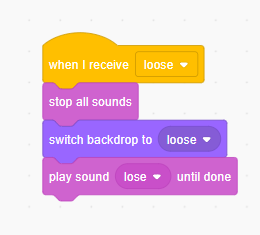 when I receive loose
stop all sounds
switch backdrop to loose
play sound lose until done